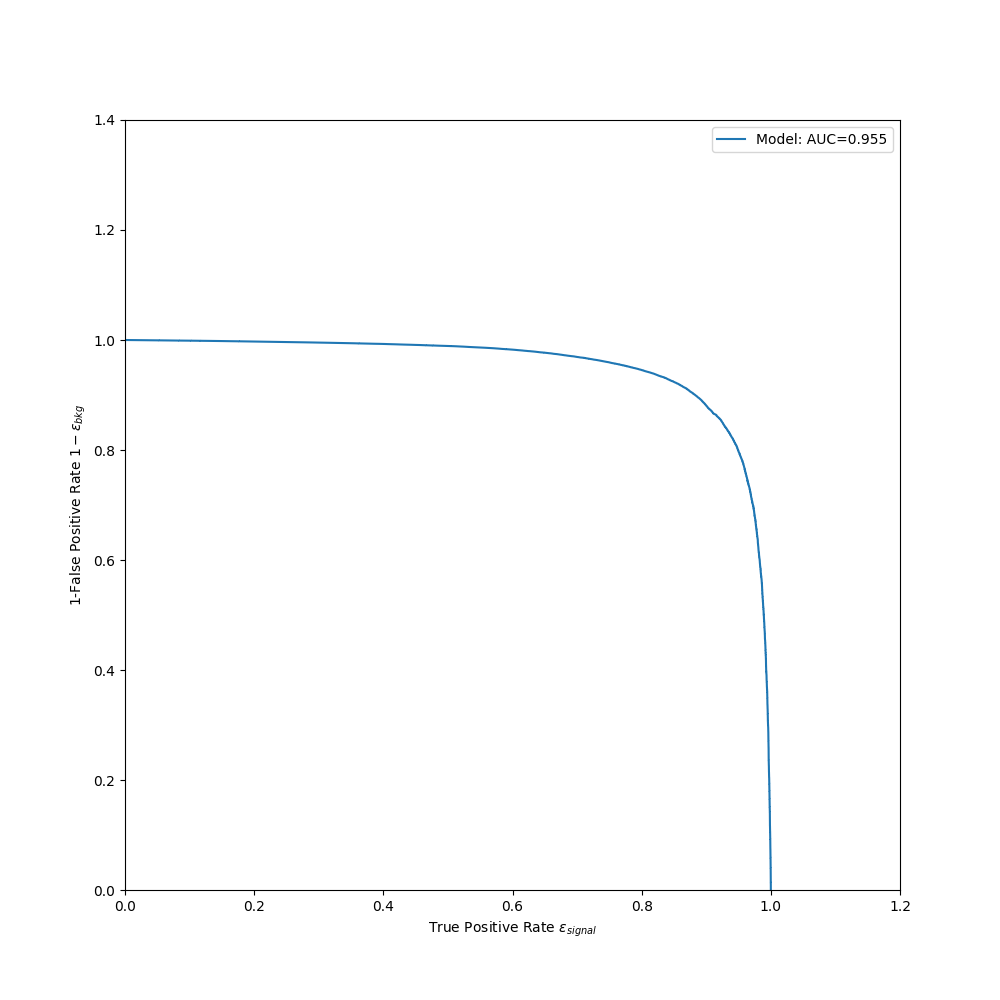 1.4
Model: AUC=0.955
1.2
1.0
0.8
0.6
0.4
0.2
0.0
1-False Positive Rate 1 − ε_bkg
0.0 0.2 0.4 0.6 0.8 1.0 1.2
True Positive Rate ε_signal